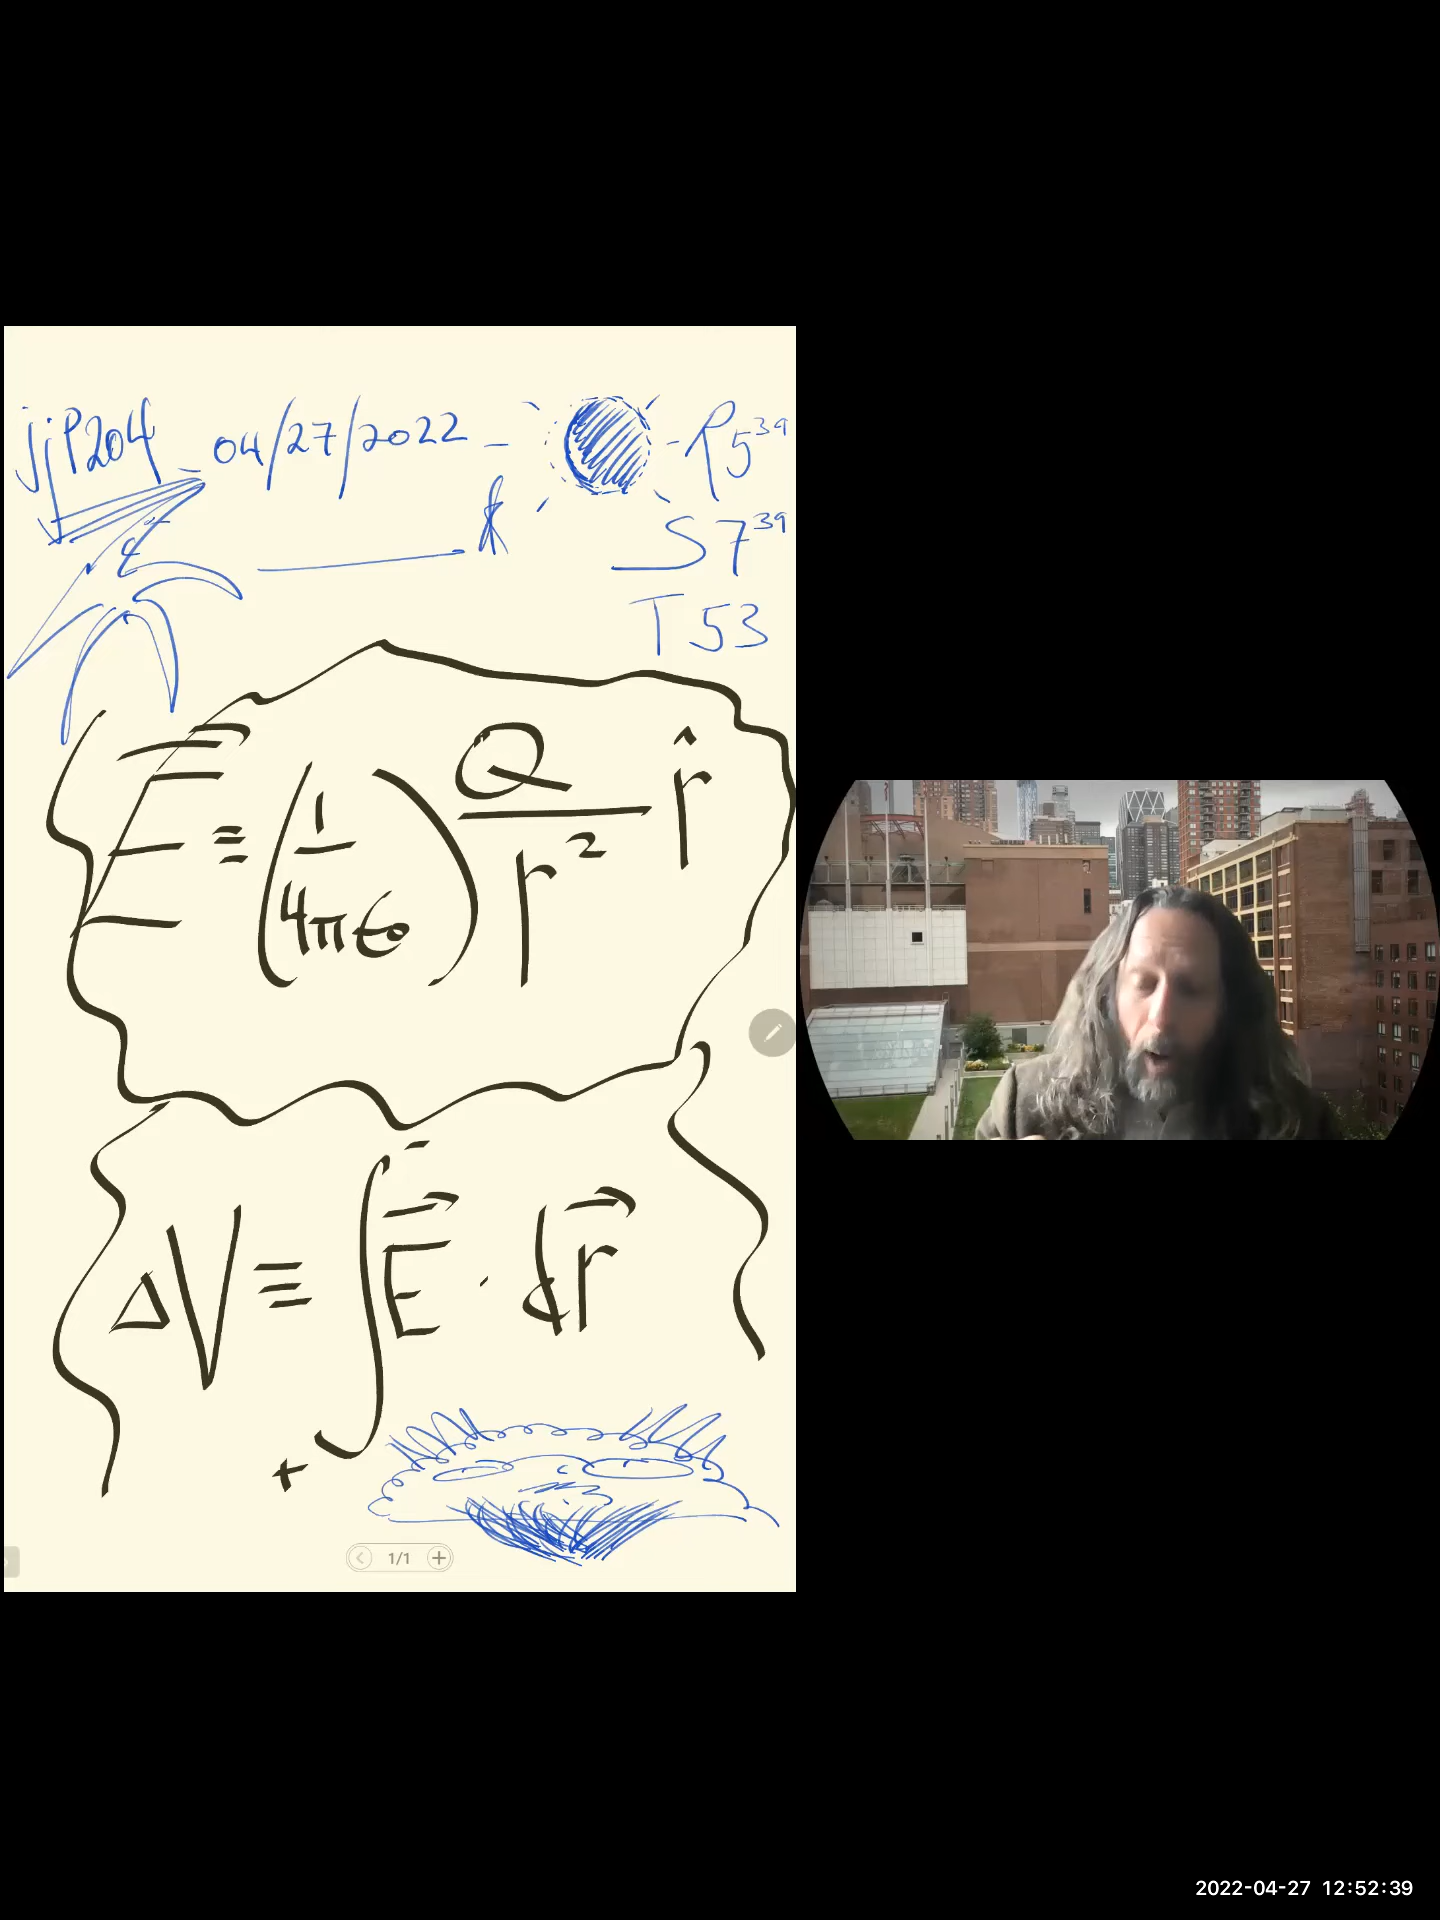 jjP204 - 04/27/2022 - - R5³⁹
S7³⁹
T 53
E⃗ = (1/4πϵ₀) Q/r² r̂
ΔV ≡ ∫₊⁻ E⃗ · dr⃗
1/1
2022-04-27 12:52:39